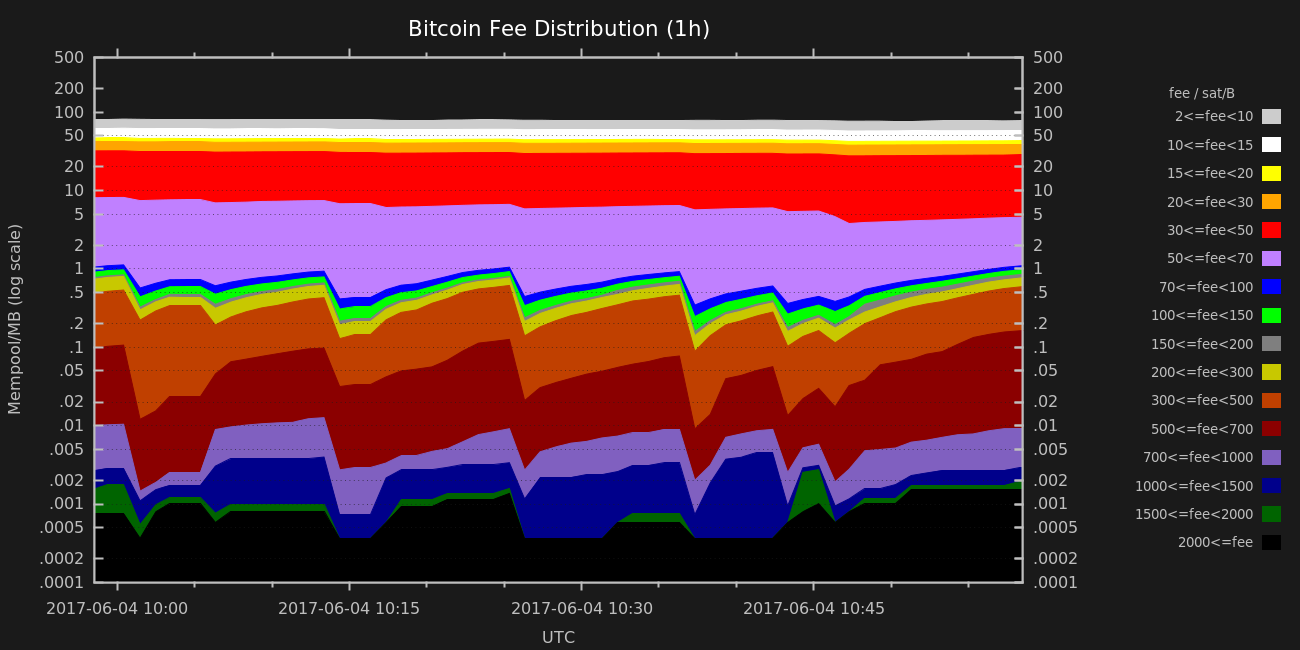 Bitcoin Fee Distribution (1h)
Mempool/MB (log scale)
500
200
100
50
20
10
5
2
1
.5
.2
.1
.05
.02
.01
.005
.002
.001
.0005
.0002
.0001
500
200
100
50
20
10
5
2
1
.5
.2
.1
.05
.02
.01
.005
.002
.001
.0005
.0002
.0001
2017-06-04 10:00
2017-06-04 10:15
2017-06-04 10:30
2017-06-04 10:45
UTC
fee / sat/B
2<=fee<10
10<=fee<15
15<=fee<20
20<=fee<30
30<=fee<50
50<=fee<70
70<=fee<100
100<=fee<150
150<=fee<200
200<=fee<300
300<=fee<500
500<=fee<700
700<=fee<1000
1000<=fee<1500
1500<=fee<2000
2000<=fee